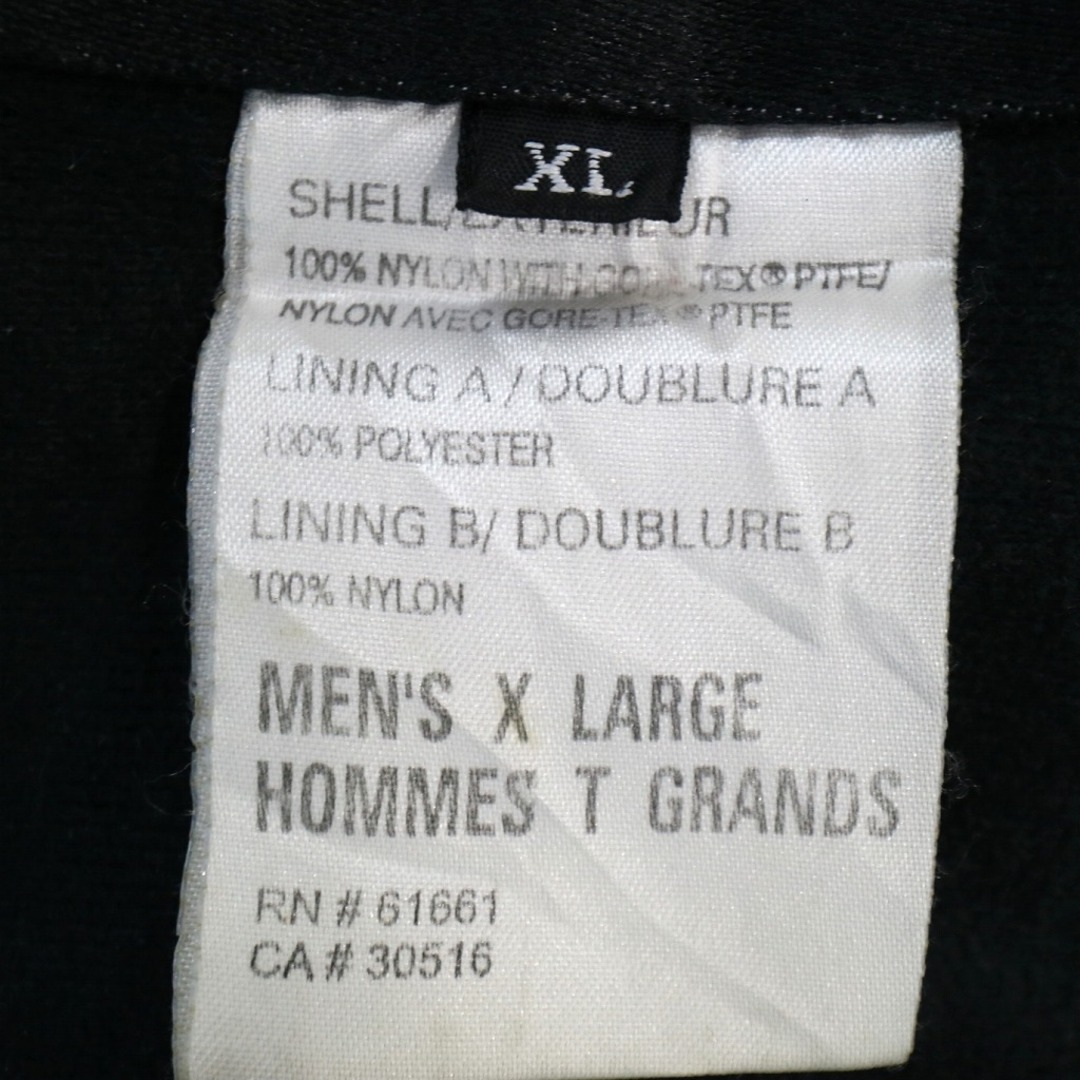 XL
SHELL/EXTERIEUR
100% NYLON WITH GORE-TEX® PTFE/
NYLON AVEC GORE-TEX® PTFE
LINING A / DOUBLURE A
100% POLYESTER
LINING B/ DOUBLURE B
100% NYLON
MEN'S X LARGE
HOMMES T GRANDS
RN # 61661
CA # 30516